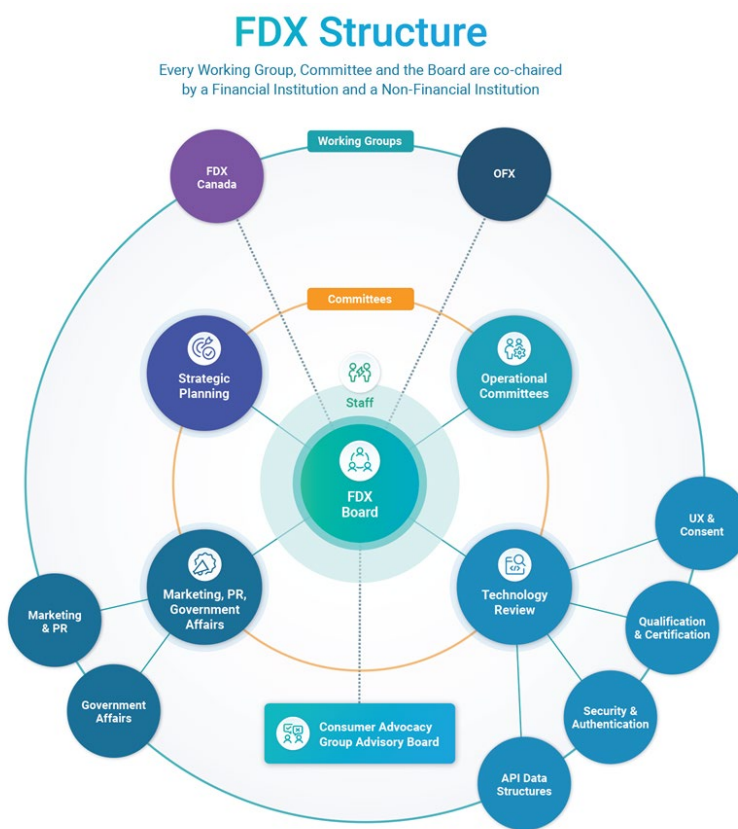 FDX Structure
Every Working Group, Committee and the Board are co-chaired
by a Financial Institution and a Non-Financial Institution
Working Groups
FDX
Canada
OFX
Committees
Strategic
Planning
Operational
Committees
Staff
FDX
Board
UX &
Consent
Marketing, PR,
Government
Affairs
Technology
Review
Marketing
& PR
Qualification
& Certification
Government
Affairs
Security &
Authentication
Consumer Advocacy
Group Advisory Board
API Data
Structures